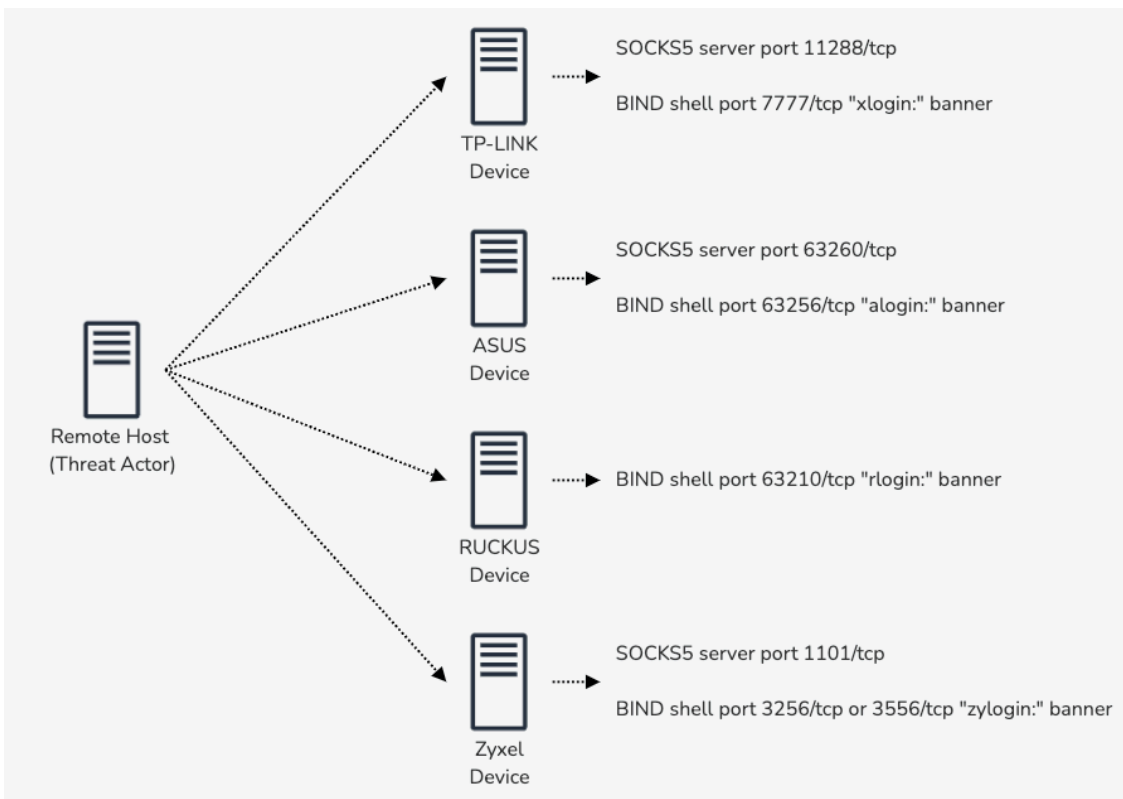 SOCKS5 server port 11288/tcp
BIND shell port 7777/tcp "xlogin:" banner
TP-LINK
Device
SOCKS5 server port 63260/tcp
BIND shell port 63256/tcp "alogin:" banner
ASUS
Device
Remote Host
(Threat Actor)
BIND shell port 63210/tcp "rlogin:" banner
RUCKUS
Device
SOCKS5 server port 1101/tcp
BIND shell port 3256/tcp or 3556/tcp "zylogin:" banner
Zyxel
Device